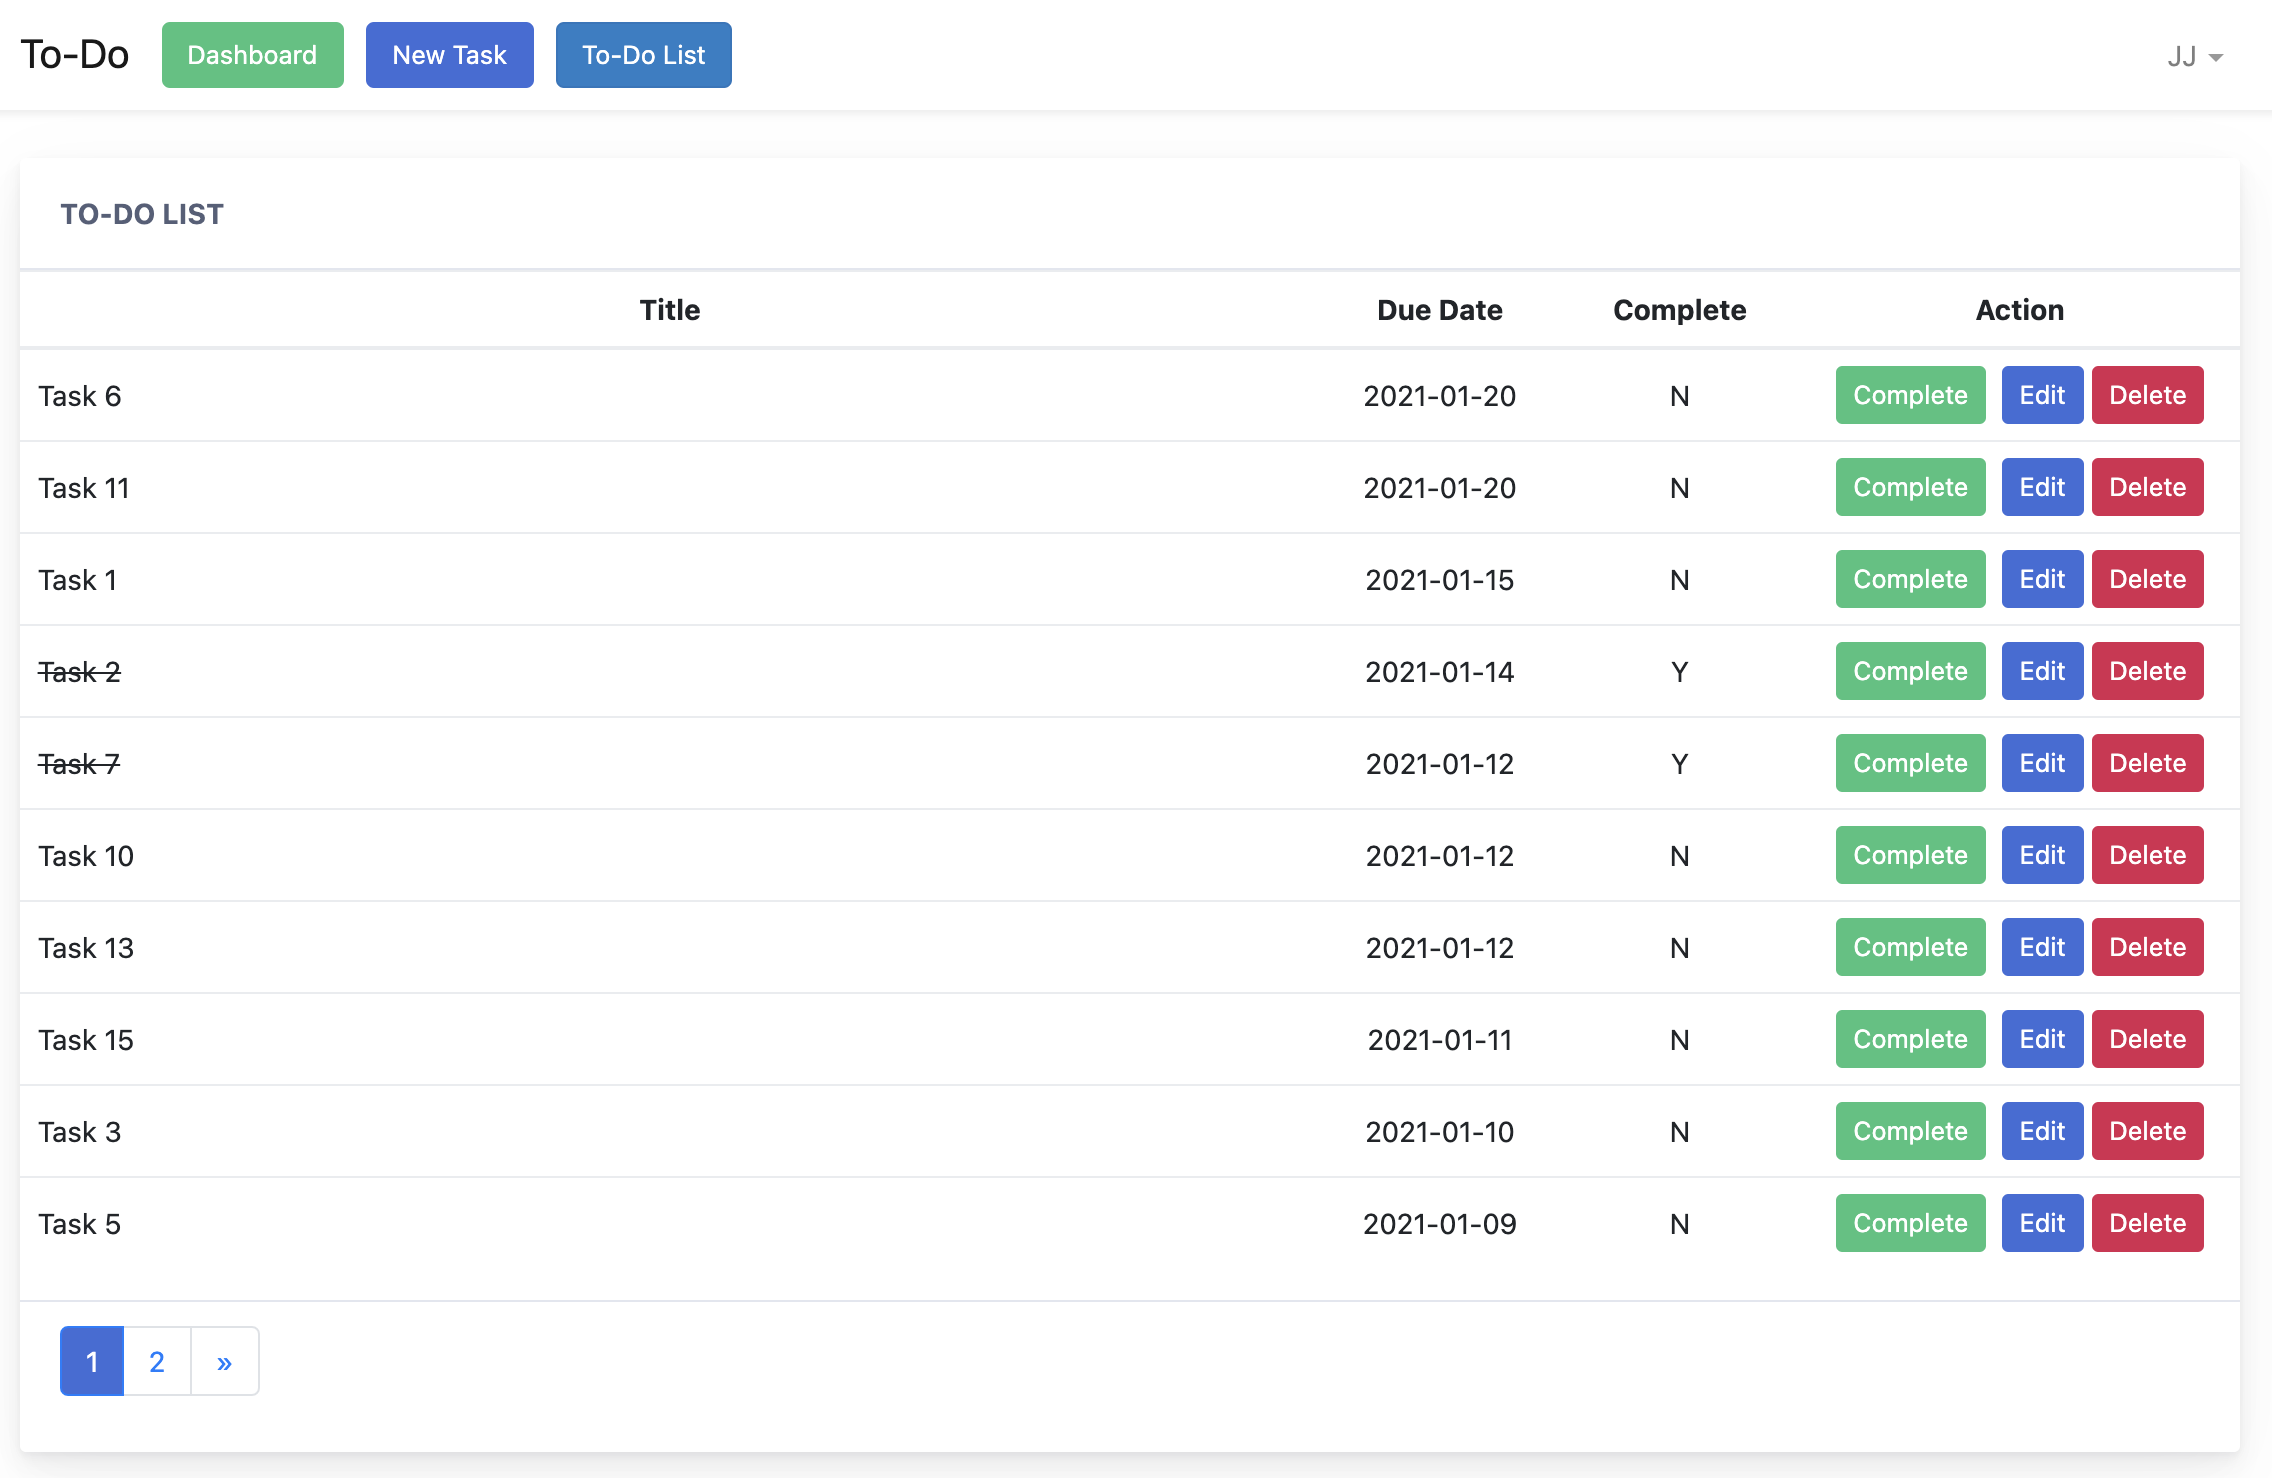 To-Do Dashboard New Task To-Do List JJ
TO-DO LIST
Title Due Date Complete Action
Task 6 2021-01-20 N Complete Edit Delete
Task 11 2021-01-20 N Complete Edit Delete
Task 1 2021-01-15 N Complete Edit Delete
Task 2 2021-01-14 Y Complete Edit Delete
Task 7 2021-01-12 Y Complete Edit Delete
Task 10 2021-01-12 N Complete Edit Delete
Task 13 2021-01-12 N Complete Edit Delete
Task 15 2021-01-11 N Complete Edit Delete
Task 3 2021-01-10 N Complete Edit Delete
Task 5 2021-01-09 N Complete Edit Delete
1 2 »